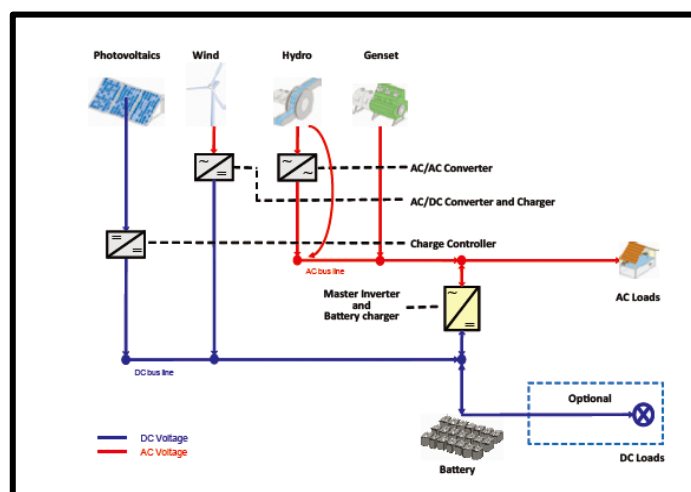 Photovoltaics
Wind
Hydro
Genset
AC/AC Converter
AC/DC Converter and Charger
Charge Controller
AC bus line
Master Inverter
and
Battery charger
AC Loads
DC bus line
Optional
DC Voltage
AC Voltage
Battery
DC Loads